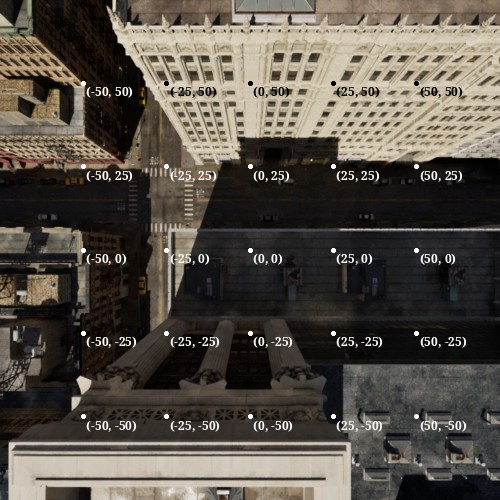 (-50, 50) (-25, 50) (0, 50) (25, 50) (50, 50)
(-50, 25) (-25, 25) (0, 25) (25, 25) (50, 25)
(-50, 0) (-25, 0) (0, 0) (25, 0) (50, 0)
(-50, -25) (-25, -25) (0, -25) (25, -25) (50, -25)
(-50, -50) (-25, -50) (0, -50) (25, -50) (50, -50)